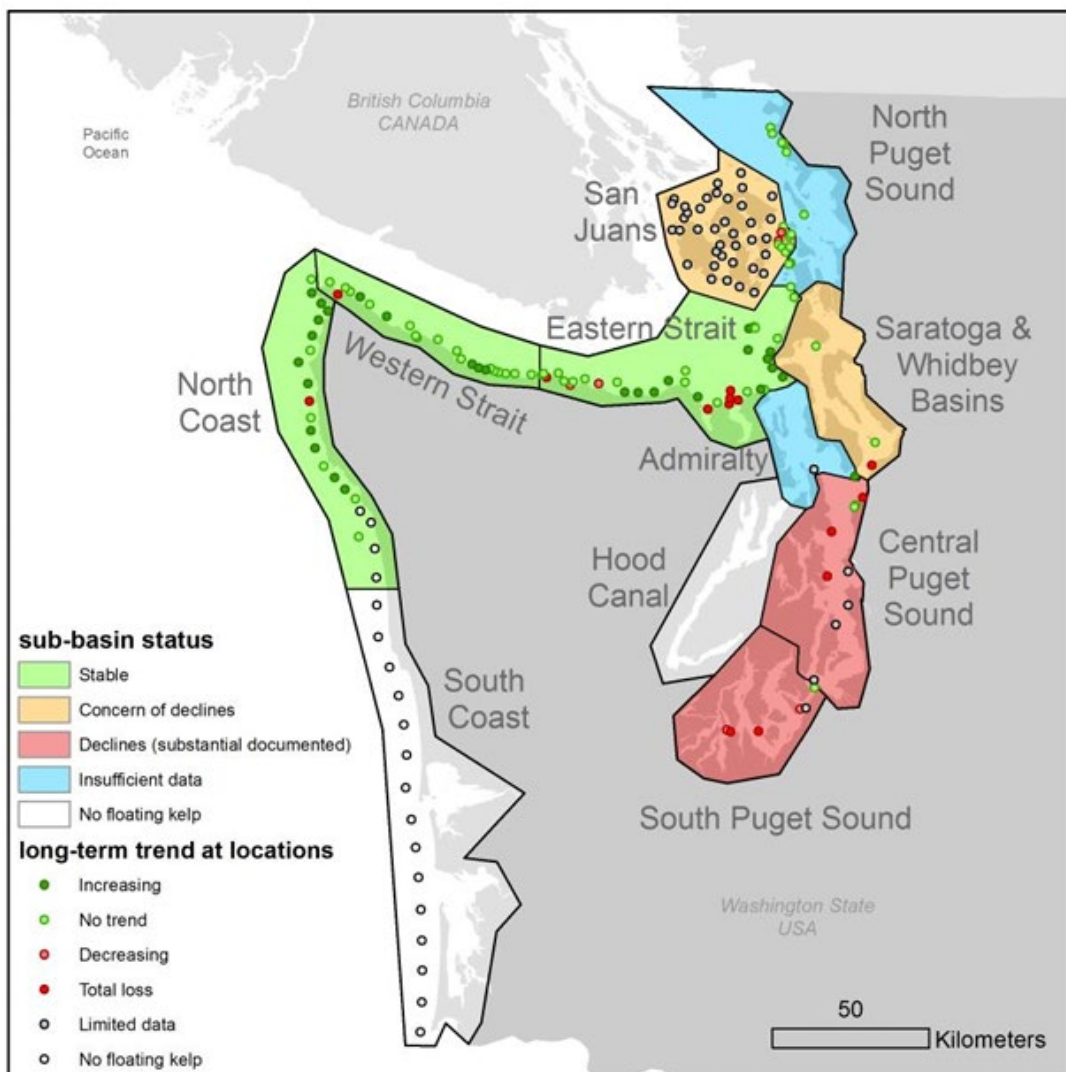 British Columbia
CANADA
Pacific
Ocean
North
Puget
Sound
San
Juans
Eastern Strait
Saratoga &
Whidbey
Basins
Western Strait
North
Coast
Admiralty
Hood
Canal
Central
Puget
Sound
South
Coast
South Puget Sound
Washington State
USA
sub-basin status
Stable
Concern of declines
Declines (substantial documented)
Insufficient data
No floating kelp
long-term trend at locations
Increasing
No trend
Decreasing
Total loss
Limited data
No floating kelp
50
Kilometers